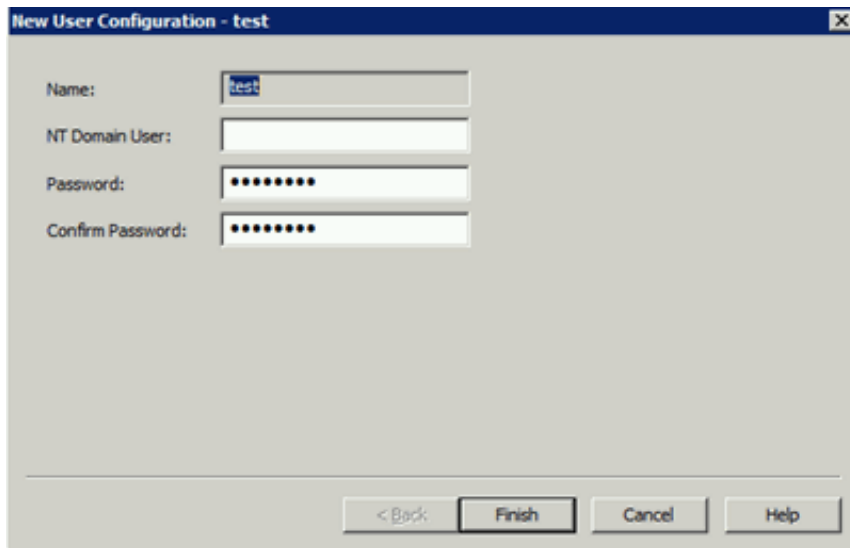 New User Configuration - test
Name: test
NT Domain User:
Password: ••••••••
Confirm Password: ••••••••
< Back Finish Cancel Help